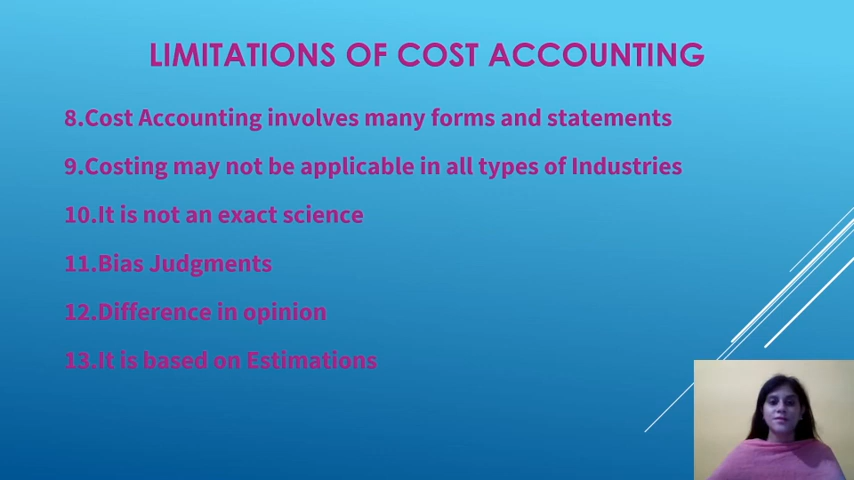 LIMITATIONS OF COST ACCOUNTING
8.Cost Accounting involves many forms and statements
9.Costing may not be applicable in all types of Industries
10.It is not an exact science
11.Bias Judgments
12.Difference in opinion
13.It is based on Estimations